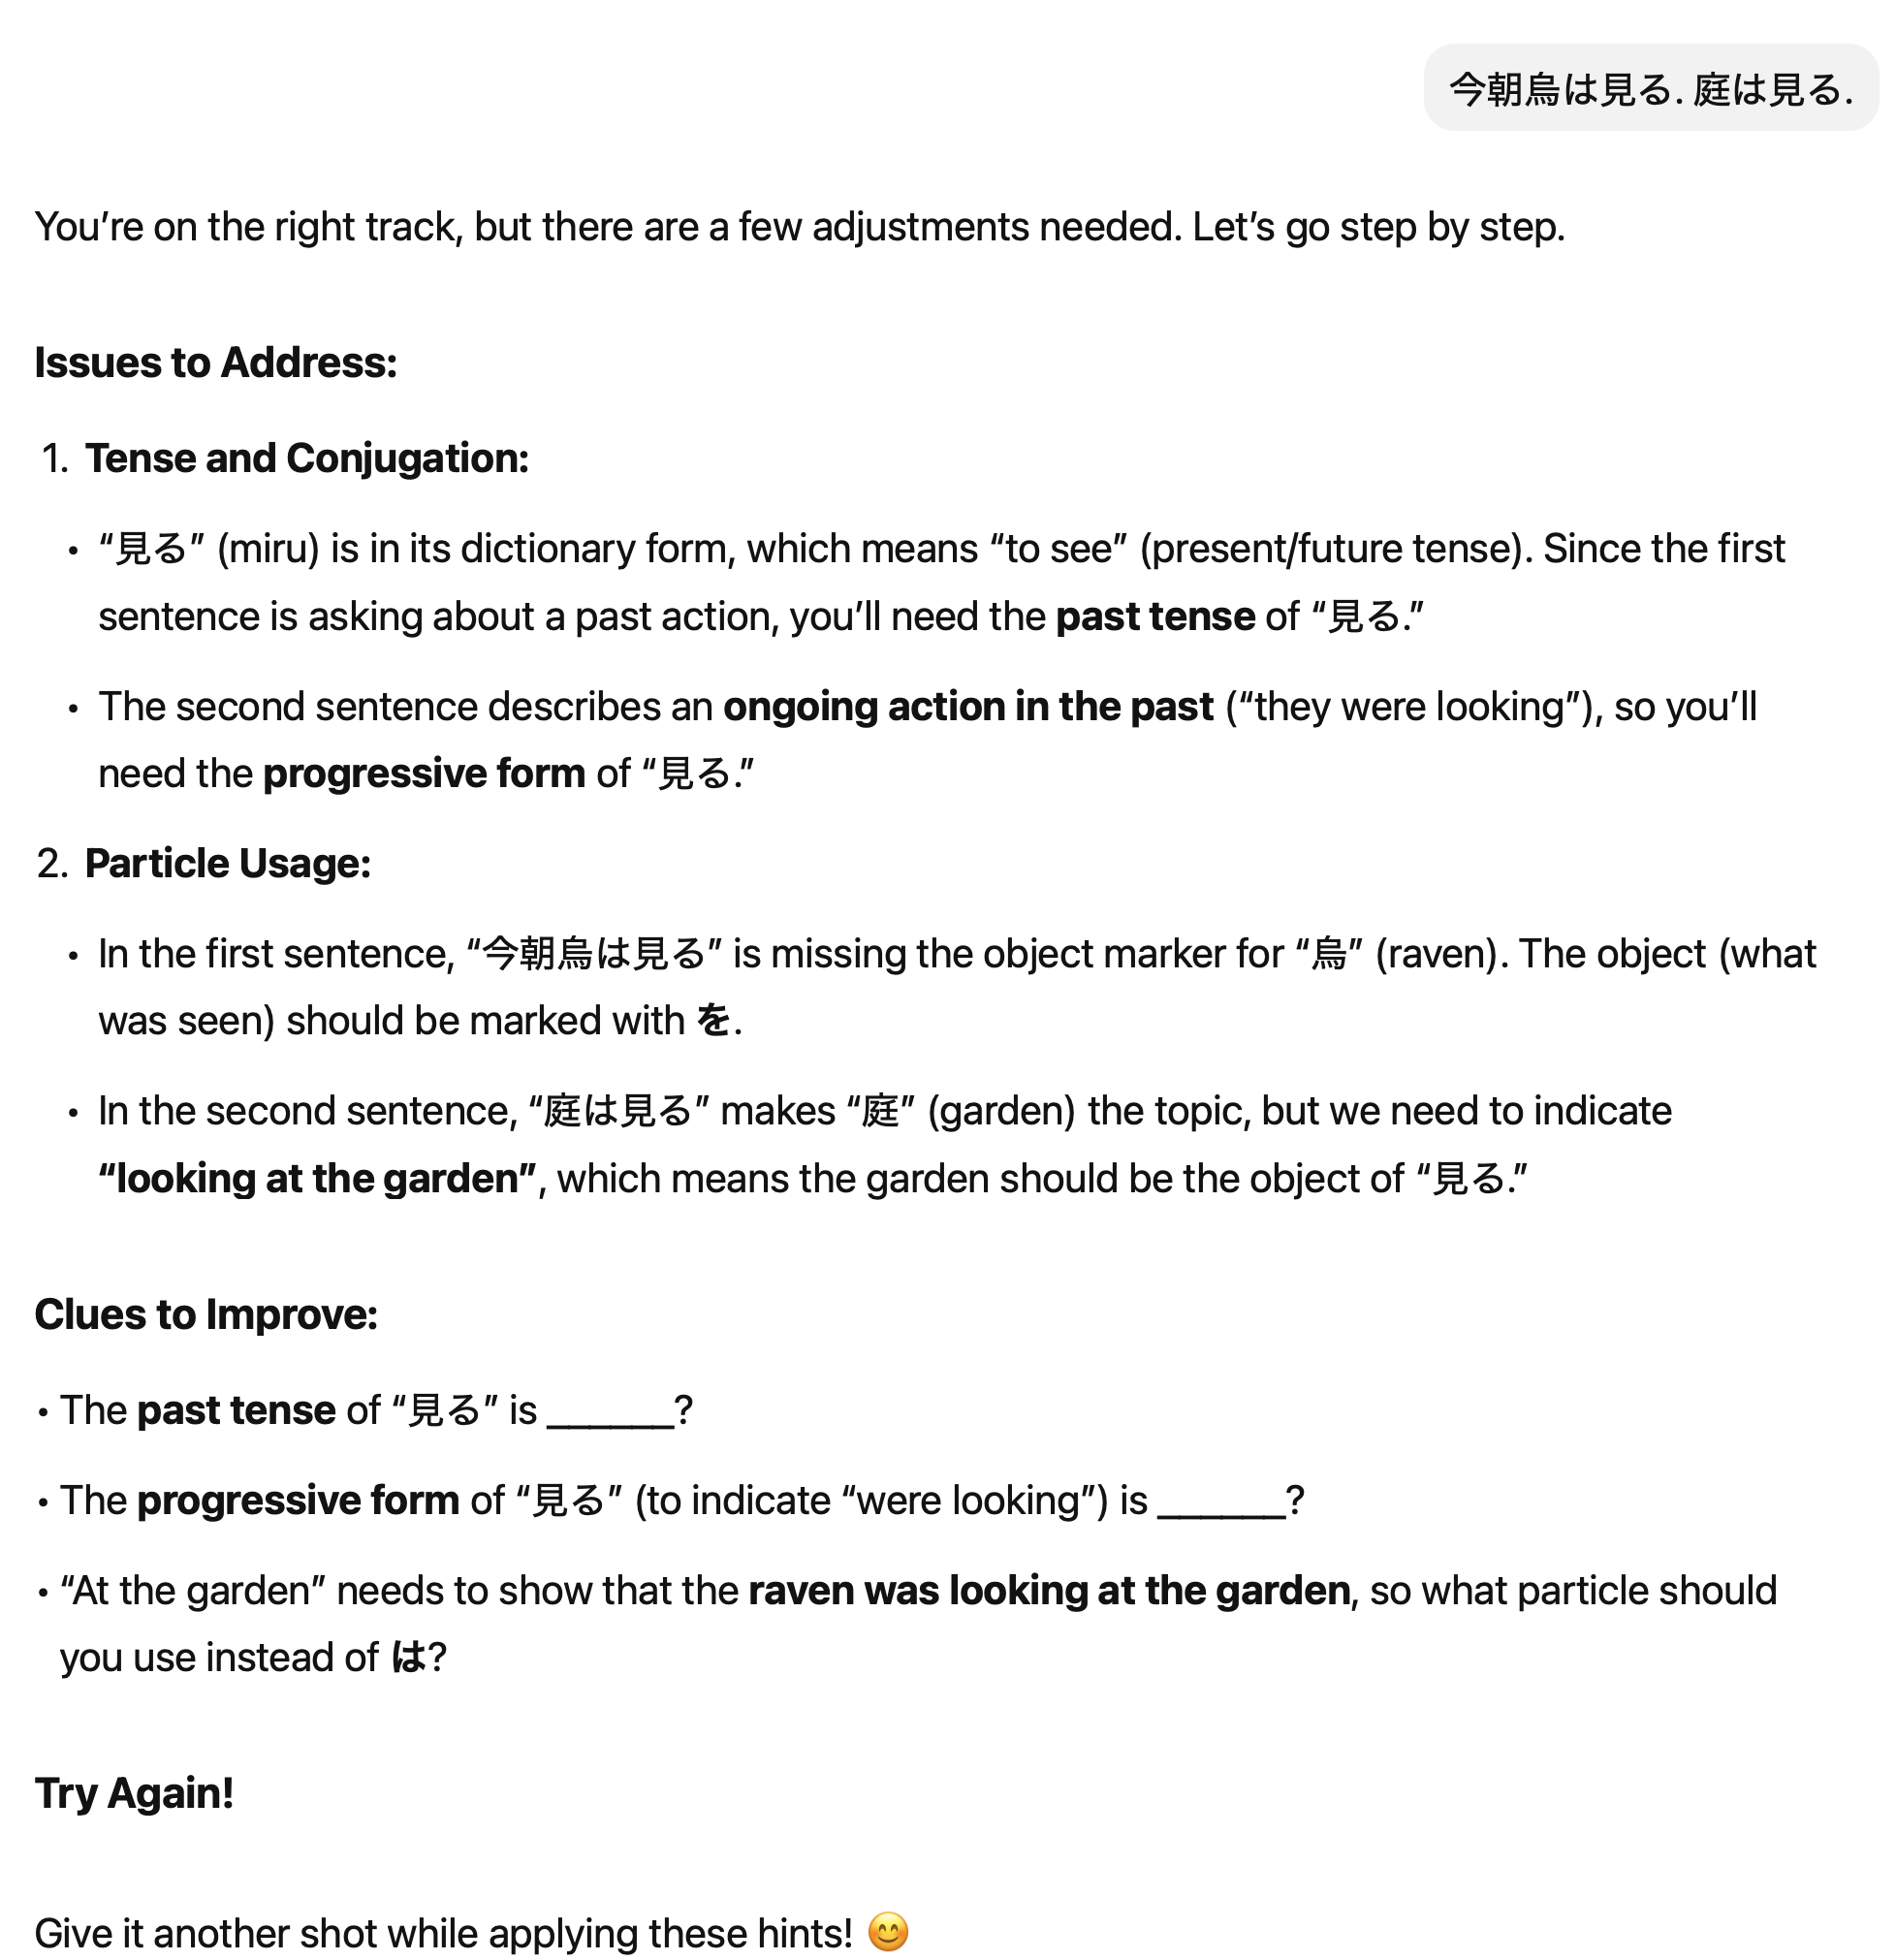 今朝烏は見る. 庭は見る.
You’re on the right track, but there are a few adjustments needed. Let’s go step by step.
Issues to Address:
1. Tense and Conjugation:
• “見る” (miru) is in its dictionary form, which means “to see” (present/future tense). Since the first
sentence is asking about a past action, you’ll need the past tense of “見る.”
• The second sentence describes an ongoing action in the past (“they were looking”), so you’ll
need the progressive form of “見る.”
2. Particle Usage:
• In the first sentence, “今朝烏は見る” is missing the object marker for “烏” (raven). The object (what
was seen) should be marked with を.
• In the second sentence, “庭は見る” makes “庭” (garden) the topic, but we need to indicate
“looking at the garden”, which means the garden should be the object of “見る.”
Clues to Improve:
• The past tense of “見る” is ______?
• The progressive form of “見る” (to indicate “were looking”) is ______?
• “At the garden” needs to show that the raven was looking at the garden, so what particle should
you use instead of は?
Try Again!
Give it another shot while applying these hints! 😊